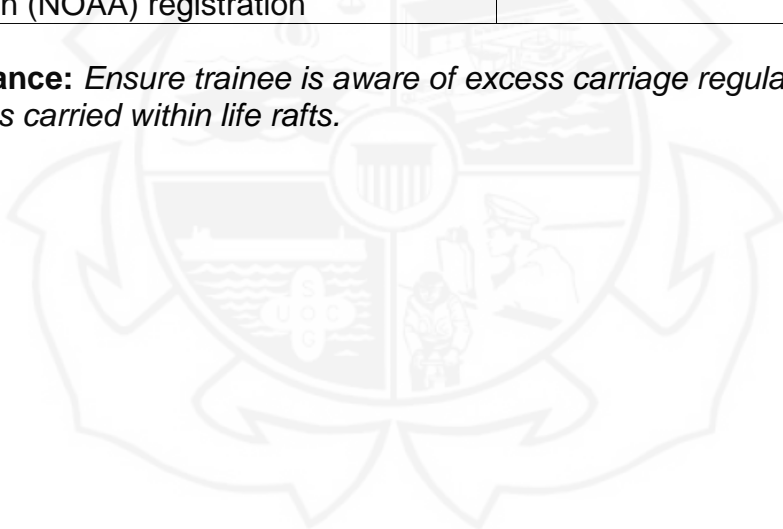 n (NOAA) registration
ance: Ensure trainee is aware of excess carriage regula
s carried within life rafts.
S
U O C
G